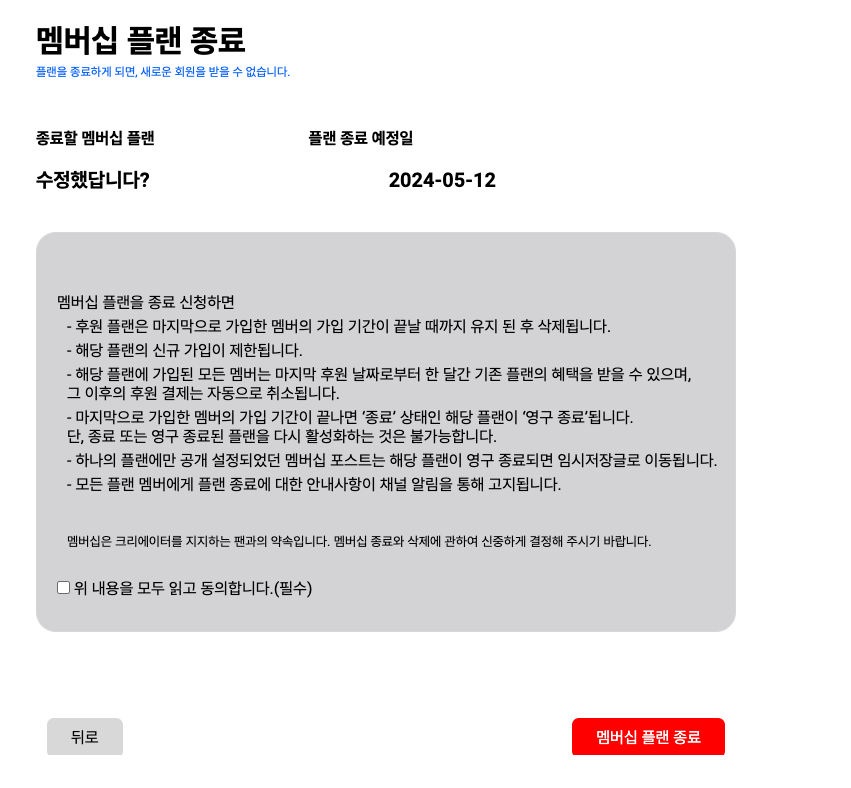 멤버십 플랜 종료
플랜을 종료하게 되면, 새로운 회원을 받을 수 없습니다.
종료할 멤버십 플랜 플랜 종료 예정일
수정했답니다? 2024-05-12
멤버십 플랜을 종료 신청하면
- 후원 플랜은 마지막으로 가입한 멤버의 가입 기간이 끝날 때까지 유지 된 후 삭제됩니다.
- 해당 플랜의 신규 가입이 제한됩니다.
- 해당 플랜에 가입된 모든 멤버는 마지막 후원 날짜로부터 한 달간 기존 플랜의 혜택을 받을 수 있으며,
그 이후의 후원 결제는 자동으로 취소됩니다.
- 마지막으로 가입한 멤버의 가입 기간이 끝나면 ‘종료’ 상태인 해당 플랜이 ‘영구 종료’됩니다.
단, 종료 또는 영구 종료된 플랜을 다시 활성화하는 것은 불가능합니다.
- 하나의 플랜에만 공개 설정되었던 멤버십 포스트는 해당 플랜이 영구 종료되면 임시저장글로 이동됩니다.
- 모든 플랜 멤버에게 플랜 종료에 대한 안내사항이 채널 알림을 통해 고지됩니다.
멤버십은 크리에이터를 지지하는 팬과의 약속입니다. 멤버십 종료와 삭제에 관하여 신중하게 결정해 주시기 바랍니다.
위 내용을 모두 읽고 동의합니다.(필수)
뒤로 멤버십 플랜 종료